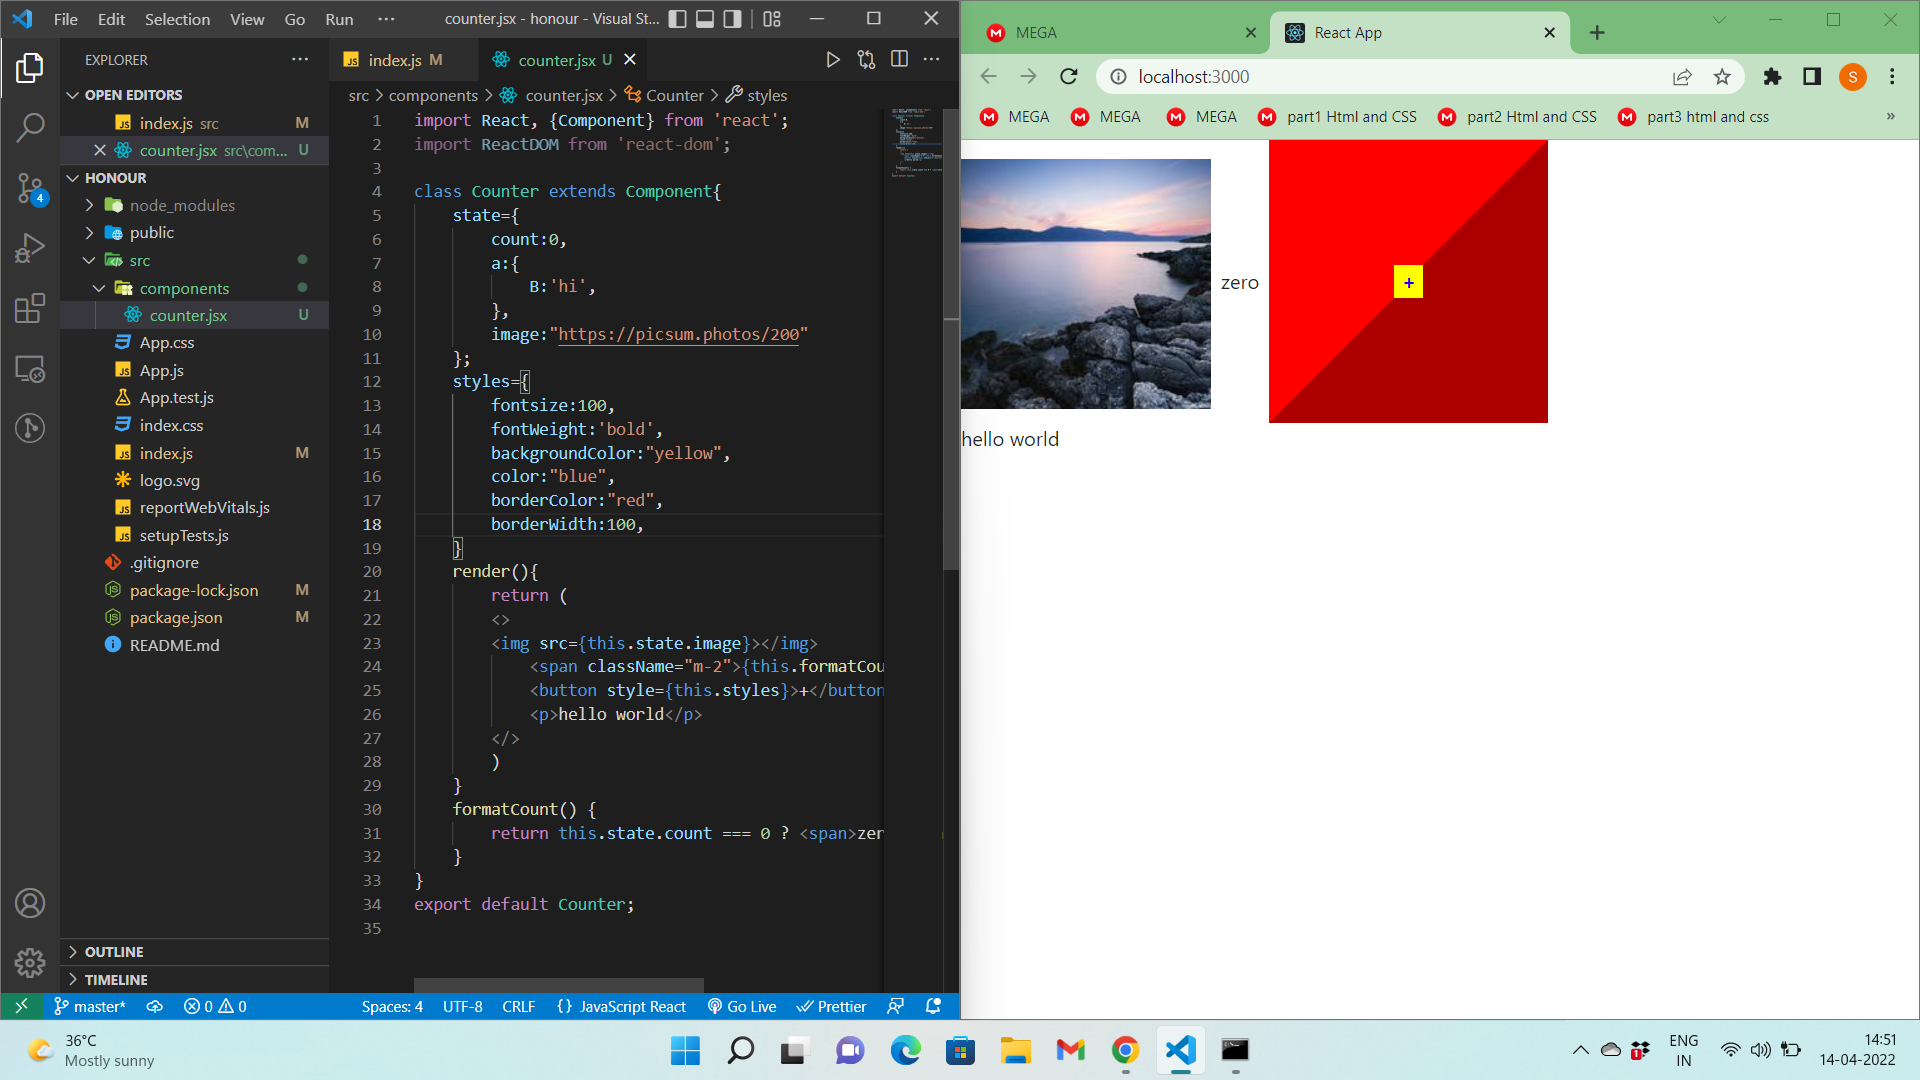 File Edit Selection View Go Run ··· counter.jsx - honour - Visual St...
EXPLORER
OPEN EDITORS
index.js src M
counter.jsx src\com... U
HONOUR
node_modules
public
src
components
counter.jsx U
App.css
App.js
App.test.js
index.css
index.js M
logo.svg
reportWebVitals.js
setupTests.js
.gitignore
package-lock.json M
package.json M
README.md
OUTLINE
TIMELINE
4
index.js M counter.jsx U
src > components > counter.jsx > Counter > styles
1 import React, {Component} from 'react';
2 import ReactDOM from 'react-dom';
3
4 class Counter extends Component{
5 state={
6 count:0,
7 a:{
8 B:'hi',
9 },
10 image:"https://picsum.photos/200"
11 };
12 styles={
13 fontsize:100,
14 fontWeight:'bold',
15 backgroundColor:"yellow",
16 color:"blue",
17 borderColor:"red",
18 borderWidth:100,
19 }
20 render(){
21 return (
22 <>
23 <img src={this.state.image}></img>
24 <span className="m-2">{this.formatCou
25 <button style={this.styles}>+</button
26 <p>hello world</p>
27 </>
28 )
29 }
30 formatCount() {
31 return this.state.count === 0 ? <span>zer
32 }
33 }
34 export default Counter;
35
master* 0 0 Spaces: 4 UTF-8 CRLF {} JavaScript React Go Live Prettier
MEGA React App
localhost:3000 S
MEGA MEGA MEGA part1 Html and CSS part2 Html and CSS part3 html and css »
zero +
hello world
36°C
Mostly sunny
1
ENG
IN
14:51
14-04-2022